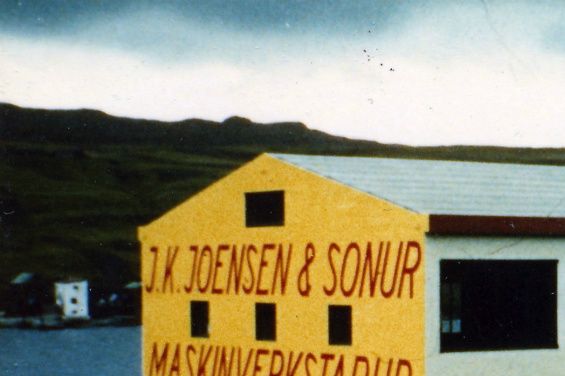 J.K. JOENSEN & SONUR
MASKINVERKSTAÐUR